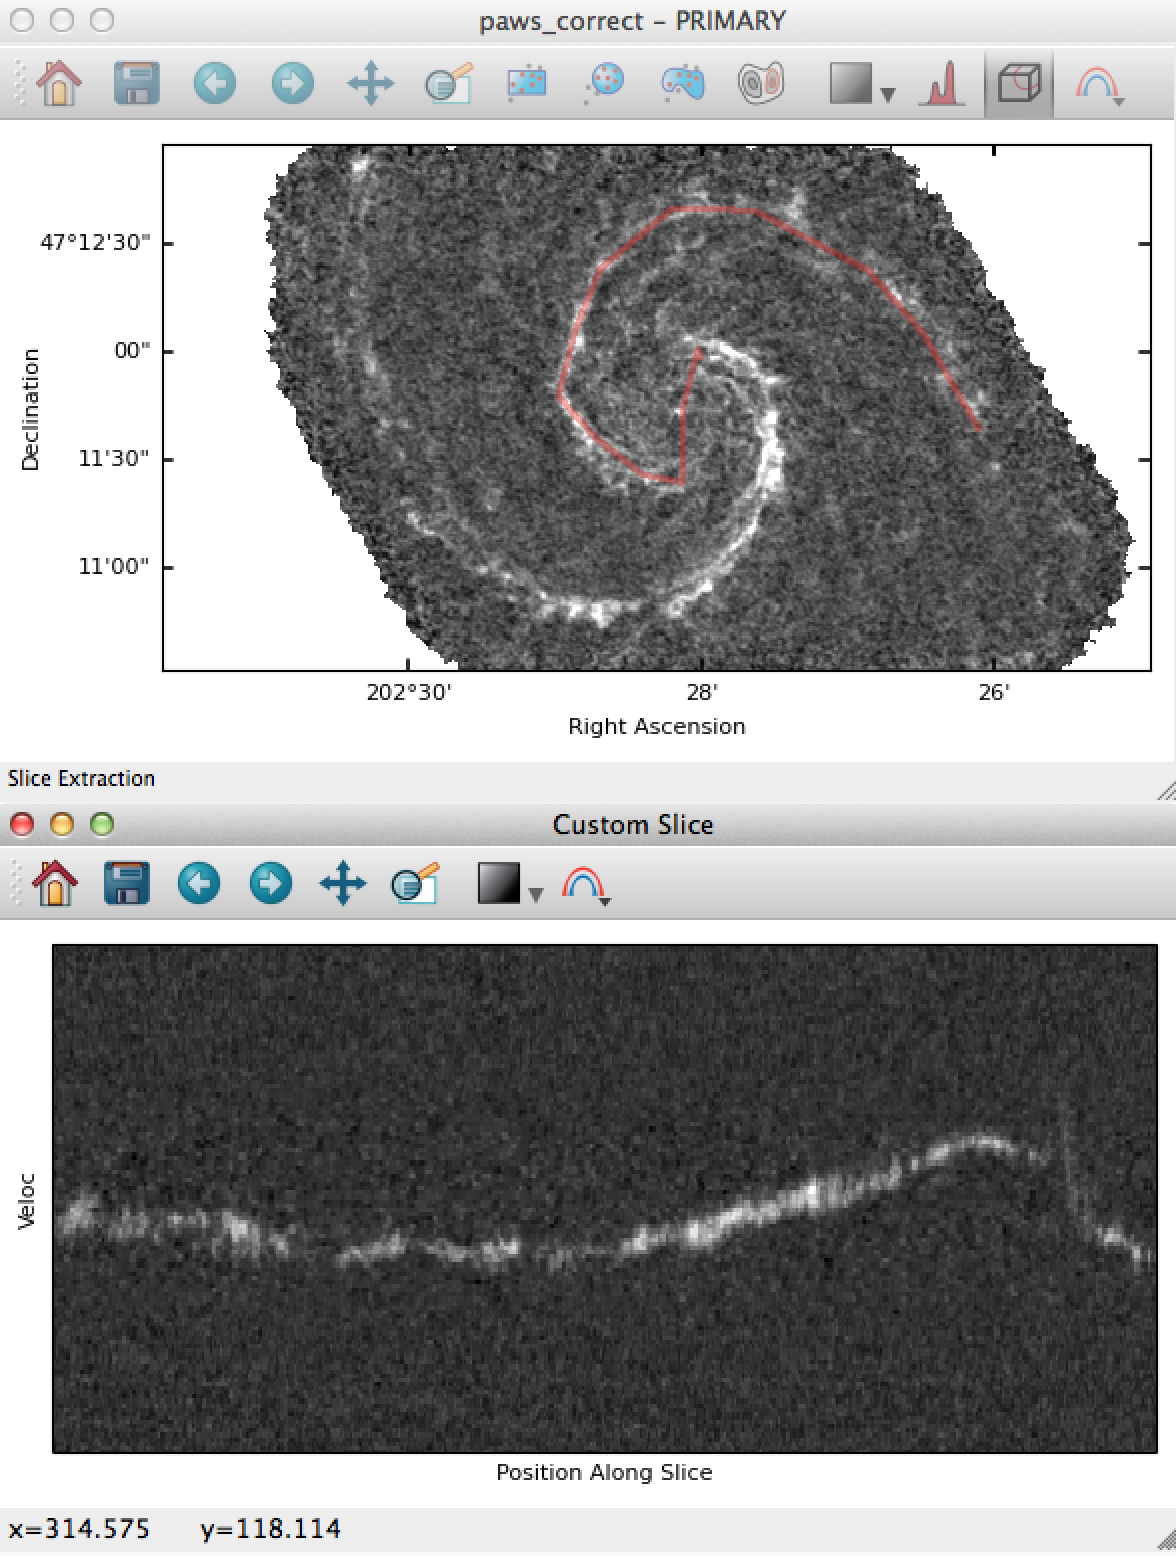 paws_correct – PRIMARY
47°12'30"
00"
11'30"
11'00"
Declination
202°30'
28'
26'
Right Ascension
Slice Extraction
Custom Slice
Veloc
Position Along Slice
x=314.575 y=118.114